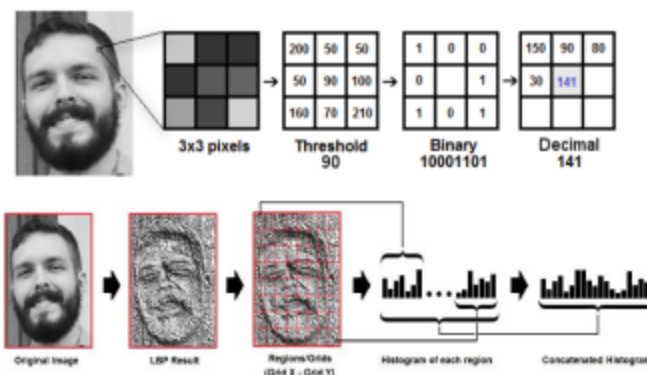 200 50 50
50 90 100
160 70 210
1 0 0
0 1
1 0 1
150 90 80
30 141
3x3 pixels
Threshold
90
Binary
10001101
Decimal
141
Original Image
LBP Result
Regions/Grids
(Grid X - Grid Y)
Histogram of each region
Concatenated Histogram